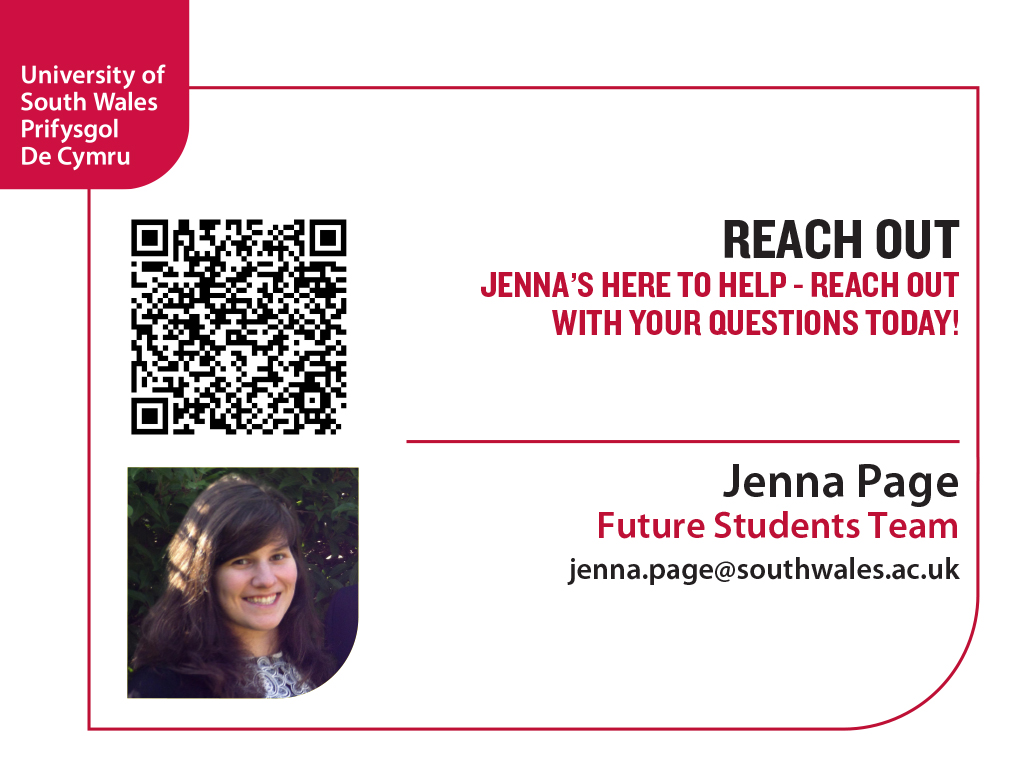 University of
South Wales
Prifysgol
De Cymru
REACH OUT
JENNA'S HERE TO HELP - REACH OUT
WITH YOUR QUESTIONS TODAY!
Jenna Page
Future Students Team
jenna.page@southwales.ac.uk